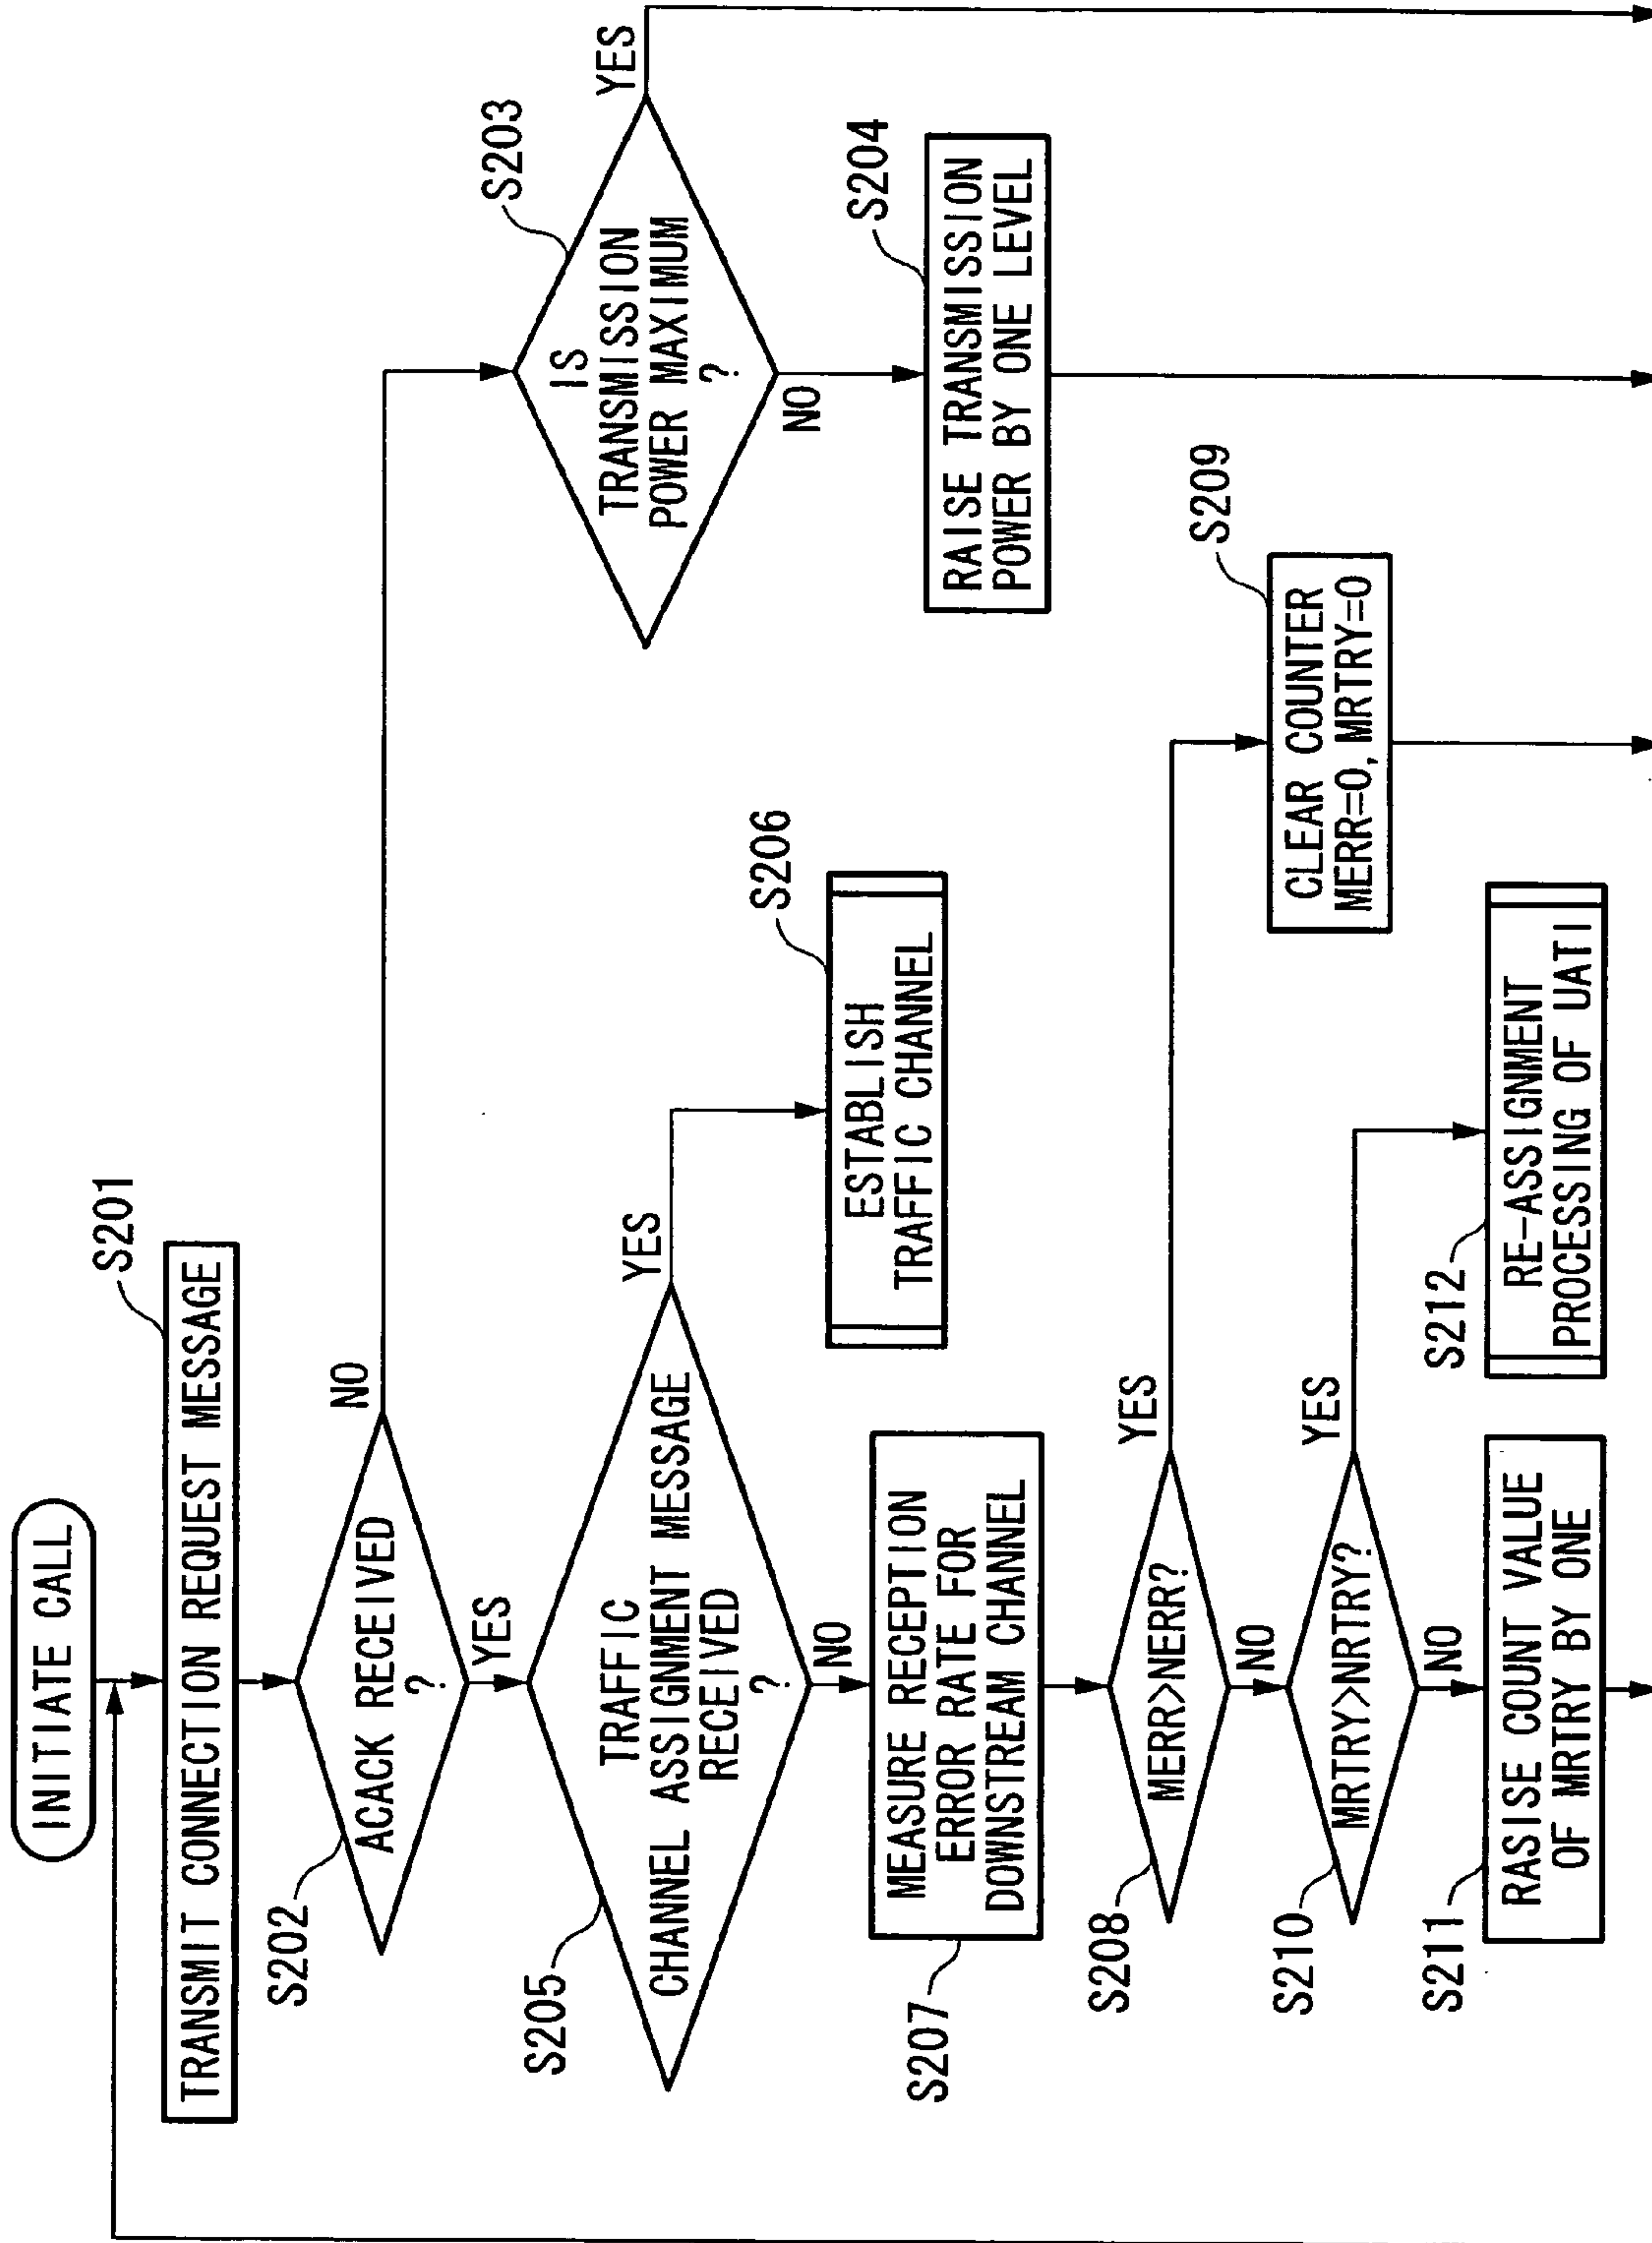 INITIATE CALL
S201
TRANSMIT CONNECTION REQUEST MESSAGE
S202
ACACK RECEIVED
?
NO
YES
S203
IS
TRANSMISSION
POWER MAXIMUM
?
YES
NO
S204
RAISE TRANSMISSION
POWER BY ONE LEVEL
S205
TRAFFIC
CHANNEL ASSIGNMENT MESSAGE
RECEIVED
?
YES
NO
S206
ESTABLISH
TRAFFIC CHANNEL
S207
MEASURE RECEPTION
ERROR RATE FOR
DOWNSTREAM CHANNEL
S208
MERR>NERR?
YES
NO
S209
CLEAR COUNTER
MERR=0, MRTRY=0
S210
MRTRY>NRTRY?
YES
NO
S211
RASISE COUNT VALUE
OF MRTRY BY ONE
S212
RE-ASSIGNMENT
PROCESSING OF UATI